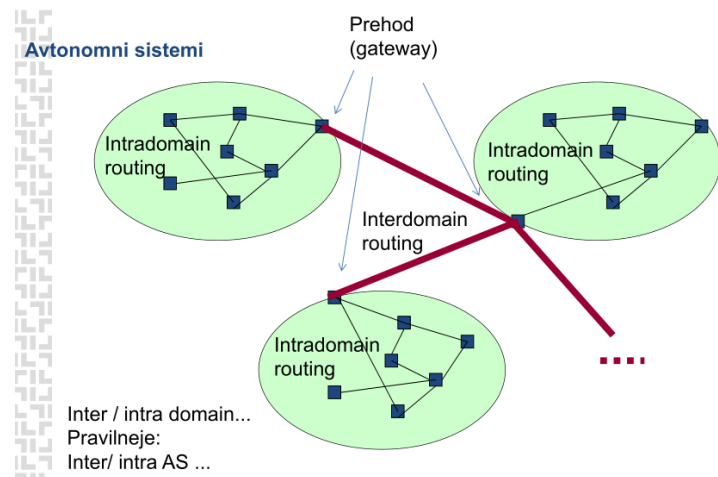 Prehod
(gateway)
Avtonomni sistemi
Intradomain
routing
Intradomain
routing
Interdomain
routing
Intradomain
routing
Inter / intra domain...
Pravilneje:
Inter/ intra AS ...